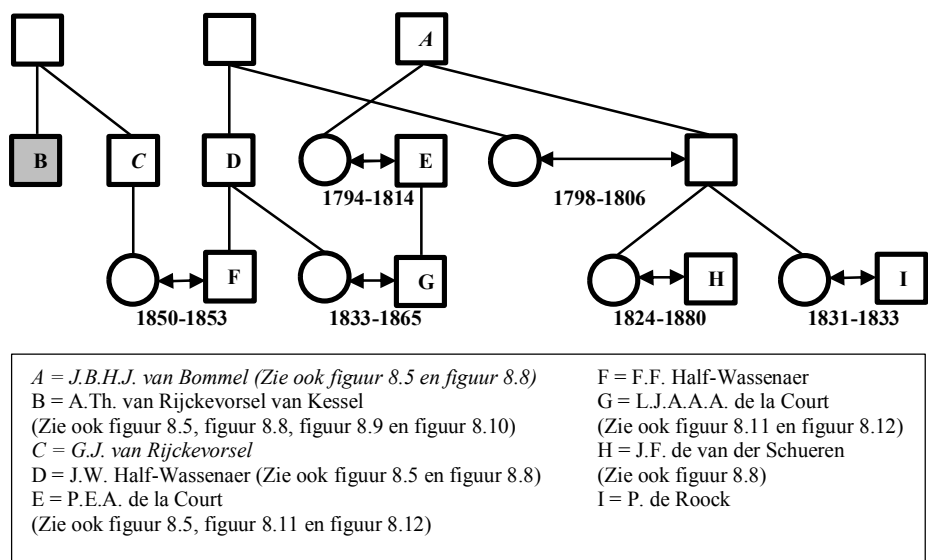 A
B
C
D
E
1794-1814
1798-1806
F
G
H
I
1850-1853
1833-1865
1824-1880
1831-1833
A = J.B.H.J. van Bommel (Zie ook figuur 8.5 en figuur 8.8)
B = A.Th. van Rijckevorsel van Kessel
(Zie ook figuur 8.5, figuur 8.8, figuur 8.9 en figuur 8.10)
C = G.J. van Rijckevorsel
D = J.W. Half-Wassenaer (Zie ook figuur 8.5 en figuur 8.8)
E = P.E.A. de la Court
(Zie ook figuur 8.5, figuur 8.11 en figuur 8.12)
F = F.F. Half-Wassenaer
G = L.J.A.A.A. de la Court
(Zie ook figuur 8.11 en figuur 8.12)
H = J.F. de van der Schueren
(Zie ook figuur 8.8)
I = P. de Roock